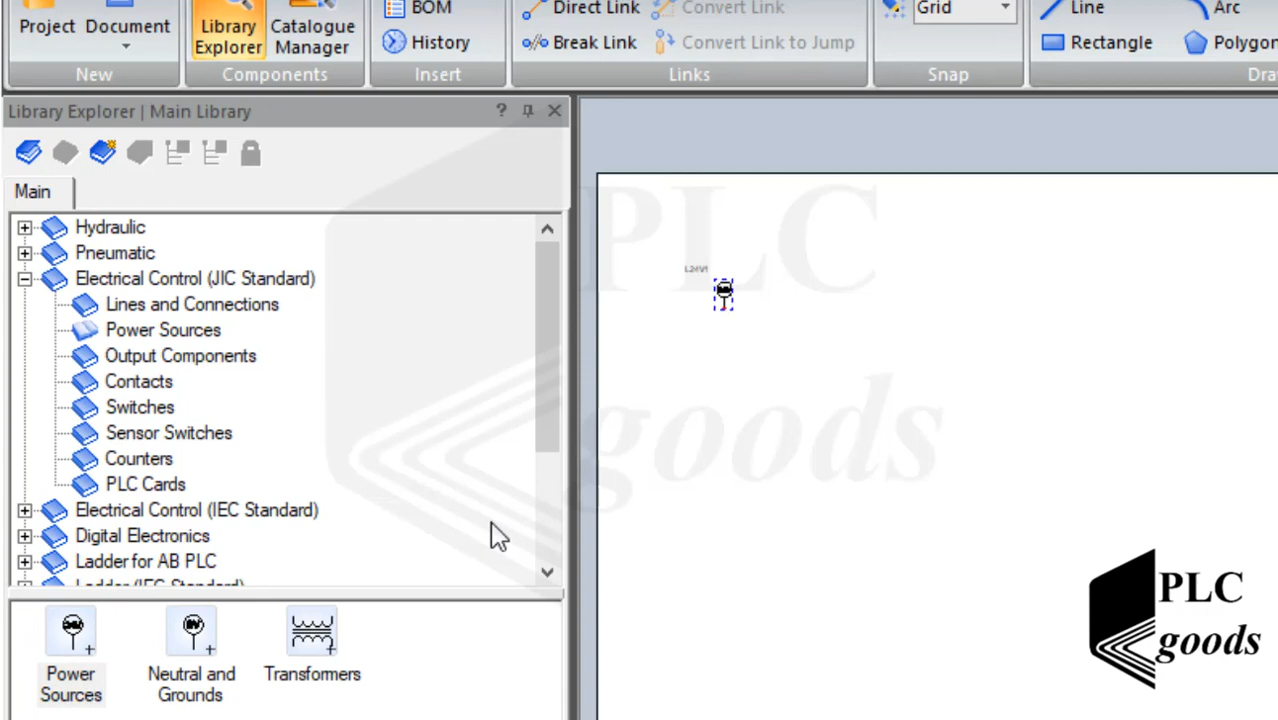 Project Document
Library Explorer
Catalogue Manager
BOM
History
Direct Link
Convert Link
Break Link
Convert Link to Jump
Grid
Line
Arc
Rectangle
Polygon
New
Components
Insert
Links
Snap
Library Explorer | Main Library
?
Main
Hydraulic
Pneumatic
Electrical Control (JIC Standard)
Lines and Connections
Power Sources
Output Components
Contacts
Switches
Sensor Switches
Counters
PLC Cards
Electrical Control (IEC Standard)
Digital Electronics
Ladder for AB PLC
Ladder (IEC Standard)
Power Sources
Neutral and Grounds
Transformers
PLC
goods
PLC
goods